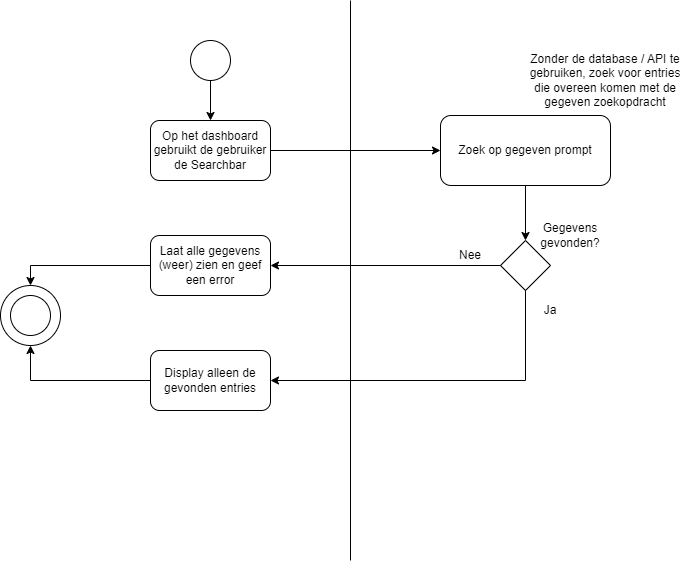 Zonder de database / API te
gebruiken, zoek voor entries
die overeen komen met de
gegeven zoekopdracht
Op het dashboard
gebruikt de gebruiker
de Searchbar
Zoek op gegeven prompt
Gegevens
gevonden?
Nee
Laat alle gegevens
(weer) zien en geef
een error
Ja
Display alleen de
gevonden entries